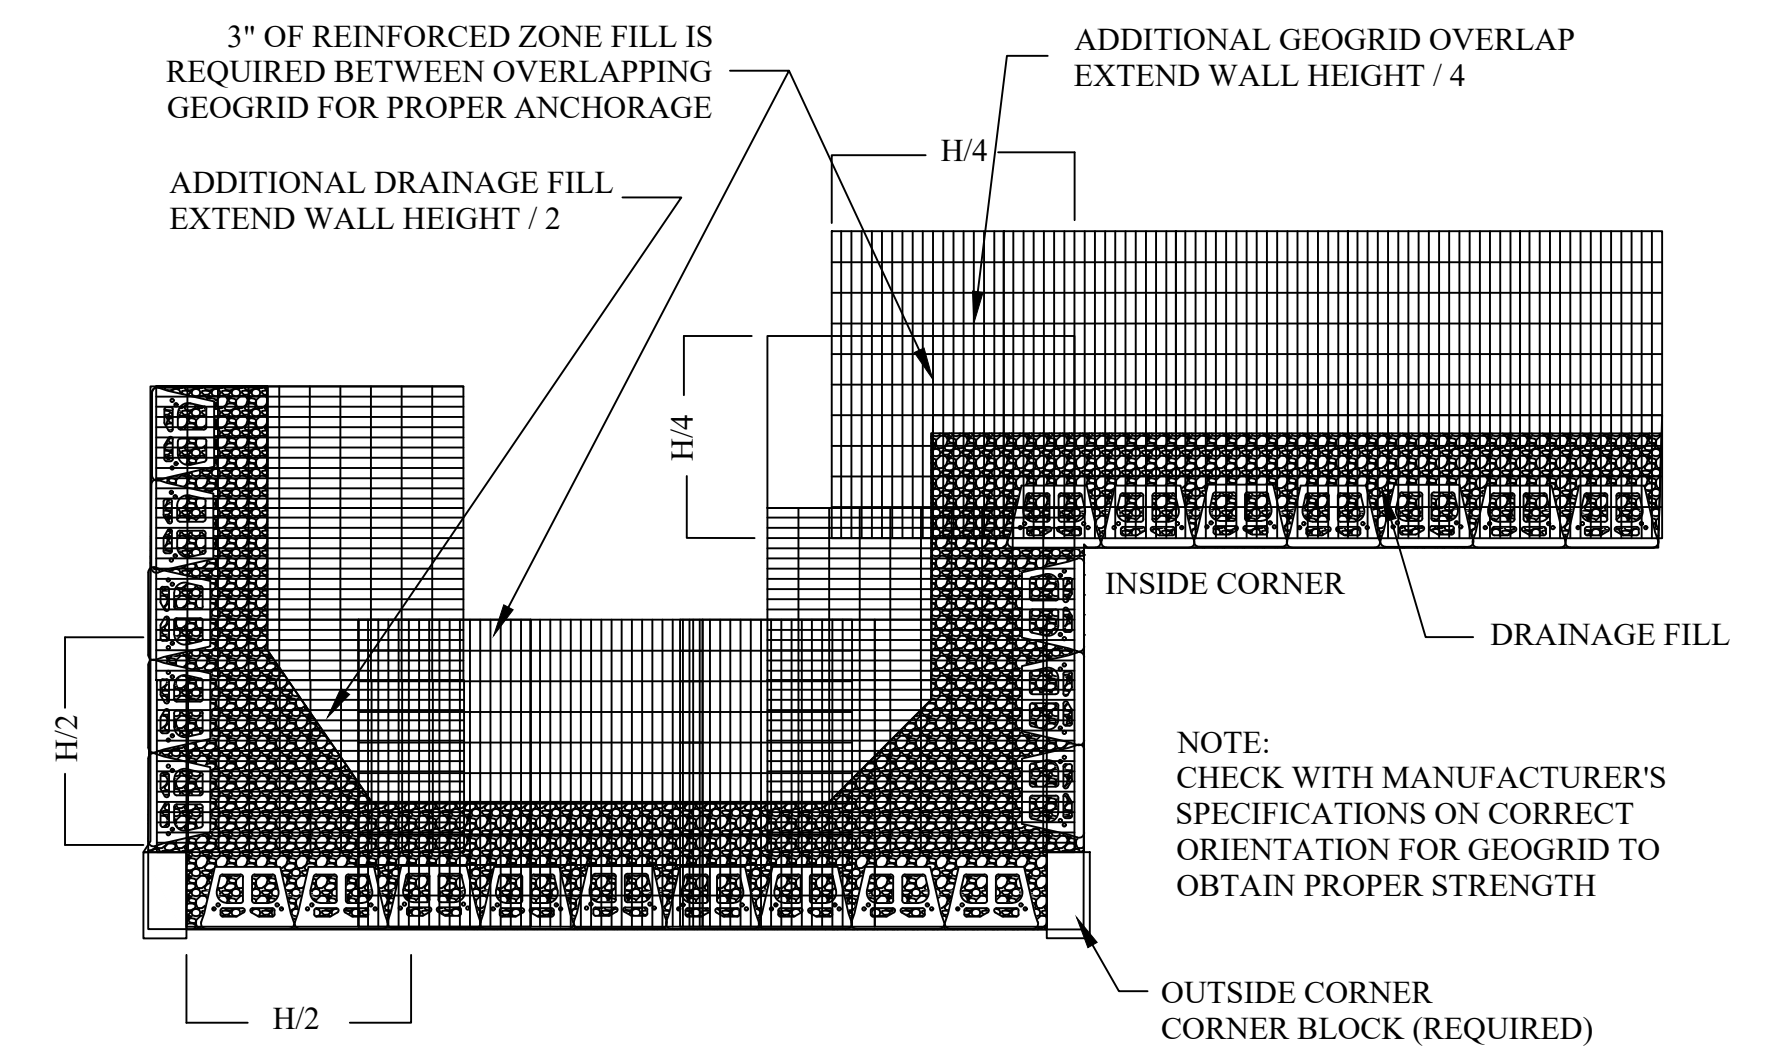 3" OF REINFORCED ZONE FILL IS
REQUIRED BETWEEN OVERLAPPING
GEOGRID FOR PROPER ANCHORAGE
ADDITIONAL GEOGRID OVERLAP
EXTEND WALL HEIGHT / 4
H/4
ADDITIONAL DRAINAGE FILL
EXTEND WALL HEIGHT / 2
H/4
INSIDE CORNER
DRAINAGE FILL
H/2
NOTE:
CHECK WITH MANUFACTURER'S
SPECIFICATIONS ON CORRECT
ORIENTATION FOR GEOGRID TO
OBTAIN PROPER STRENGTH
H/2
OUTSIDE CORNER
CORNER BLOCK (REQUIRED)